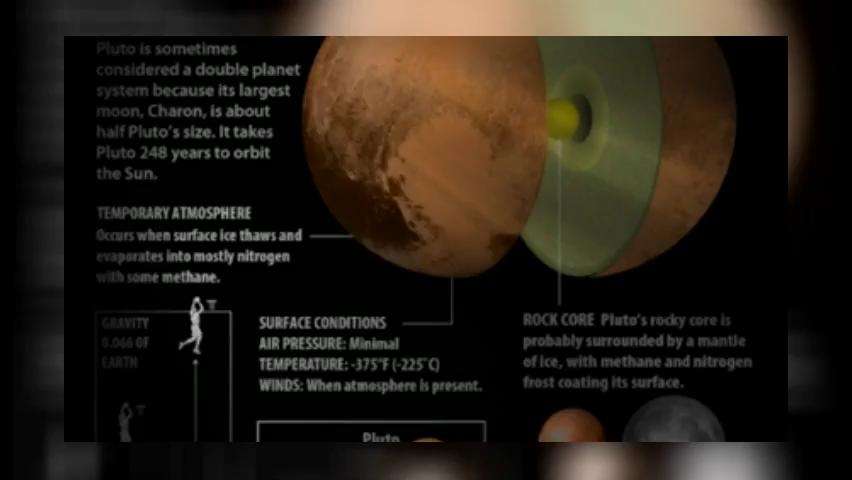 Pluto is sometimes
considered a double planet
system because its largest
moon, Charon, is about
half Pluto's size. It takes
Pluto 248 years to orbit
the Sun.
TEMPORARY ATMOSPHERE
Occurs when surface ice thaws and
evaporates into mostly nitrogen
with some methane.
GRAVITY
0.066 OF
EARTH
SURFACE CONDITIONS
AIR PRESSURE: Minimal
TEMPERATURE: -375°F (-225°C)
WINDS: When atmosphere is present.
ROCK CORE Pluto's rocky core is
probably surrounded by a mantle
of ice, with methane and nitrogen
frost coating its surface.
Pluto